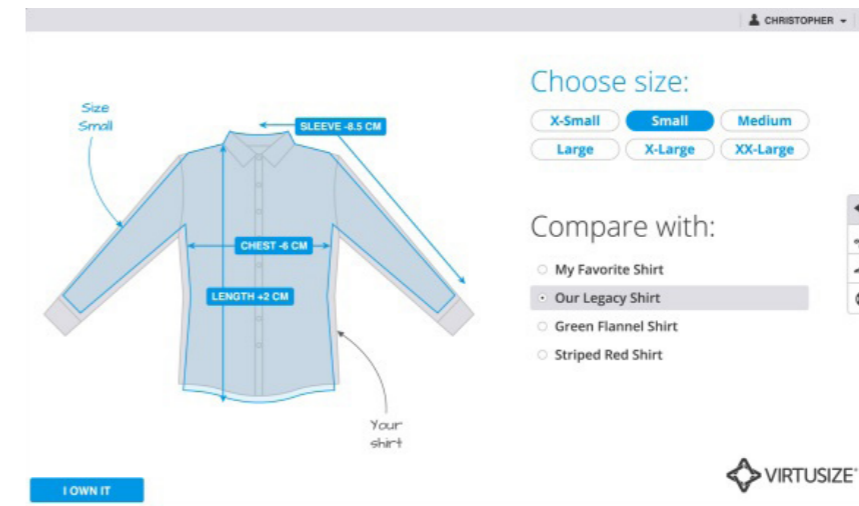 CHRISTOPHER
Choose size:
X-Small Small Medium
Large X-Large XX-Large
Size
Small
SLEEVE -8.5 CM
CHEST -6 CM
LENGTH +2 CM
Your
shirt
Compare with:
My Favorite Shirt
Our Legacy Shirt
Green Flannel Shirt
Striped Red Shirt
I OWN IT
VIRTUSIZE